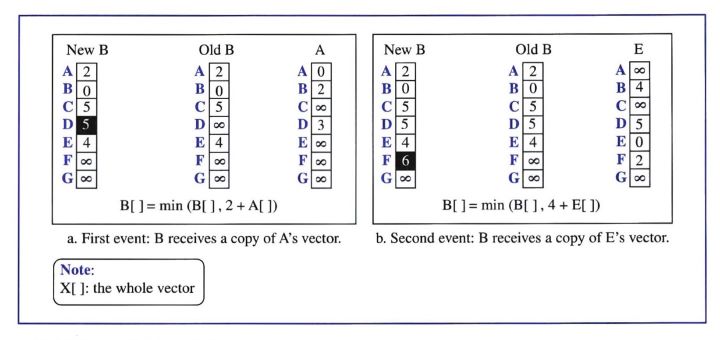 New B Old B A
A 2 A 2 A 0
B 0 B 0 B 2
C 5 C 5 C ∞
D 5 D ∞ D 3
E 4 E 4 E ∞
F ∞ F ∞ F ∞
G ∞ G ∞ G ∞
B[ ] = min (B[ ] , 2 + A[ ])
a. First event: B receives a copy of A's vector.
New B Old B E
A 2 A 2 A ∞
B 0 B 0 B 4
C 5 C 5 C ∞
D 5 D 5 D 5
E 4 E 4 E 0
F 6 F ∞ F 2
G ∞ G ∞ G ∞
B[ ] = min (B[ ] , 4 + E[ ])
b. Second event: B receives a copy of E's vector.
Note:
X[ ]: the whole vector